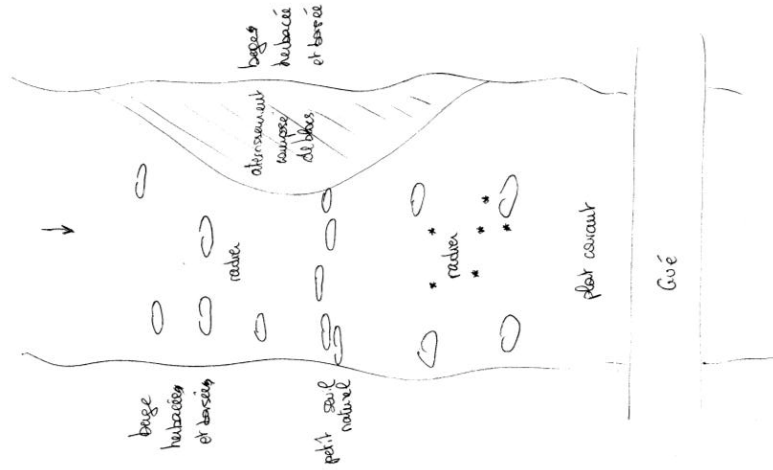 berge
herbacée
et boisée
atterrissement
composé
de blocs
radier
radier
plat courant
Gué
berge
herbacée
et boisée
petit seuil
naturel